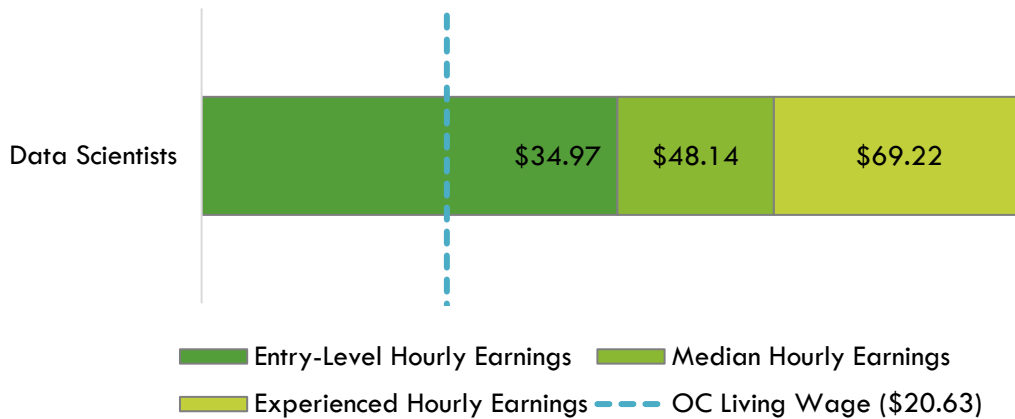 Data Scientists $34.97 $48.14 $69.22
Entry-Level Hourly Earnings Median Hourly Earnings
Experienced Hourly Earnings OC Living Wage ($20.63)